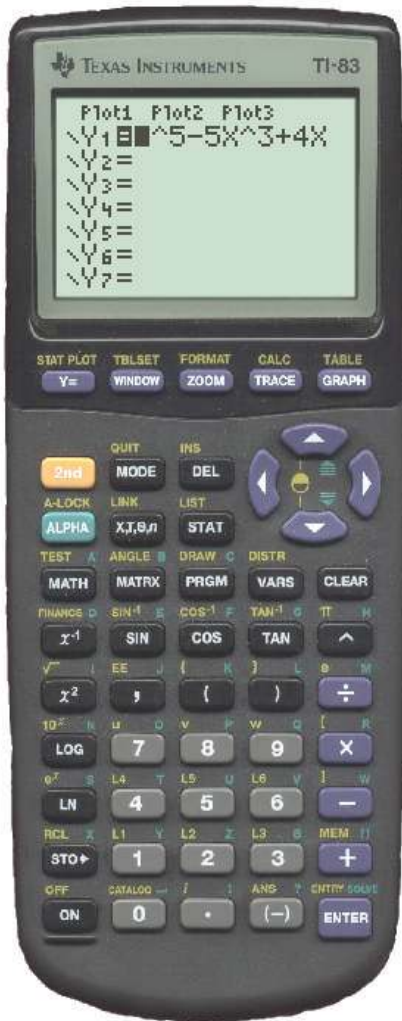 TEXAS INSTRUMENTS TI-83
Plot1 Plot2 Plot3
\Y1=■^5-5X^3+4X
\Y2=
\Y3=
\Y4=
\Y5=
\Y6=
\Y7=
STAT PLOT TBLSET FORMAT CALC TABLE
Y= WINDOW ZOOM TRACE GRAPH
QUIT INS
2nd MODE DEL
A-LOCK LINK LIST
ALPHA X,T,θ,n STAT
TEST A ANGLE B DRAW C DISTR
MATH MATRX PRGM VARS CLEAR
FINANCE D SIN-1 E COS-1 F TAN-1 G π H
x-1 SIN COS TAN ^
√ I EE J { K } L e M
x2 , ( ) ÷
10x N u O v P w Q [ R
LOG 7 8 9 ×
ex S L4 T L5 U L6 V ] W
LN 4 5 6 −
RCL X L1 Y L2 Z L3 θ MEM "
STO▸ 1 2 3 +
OFF CATALOG i : ANS ? ENTRY SOLVE
ON 0 . (−) ENTER